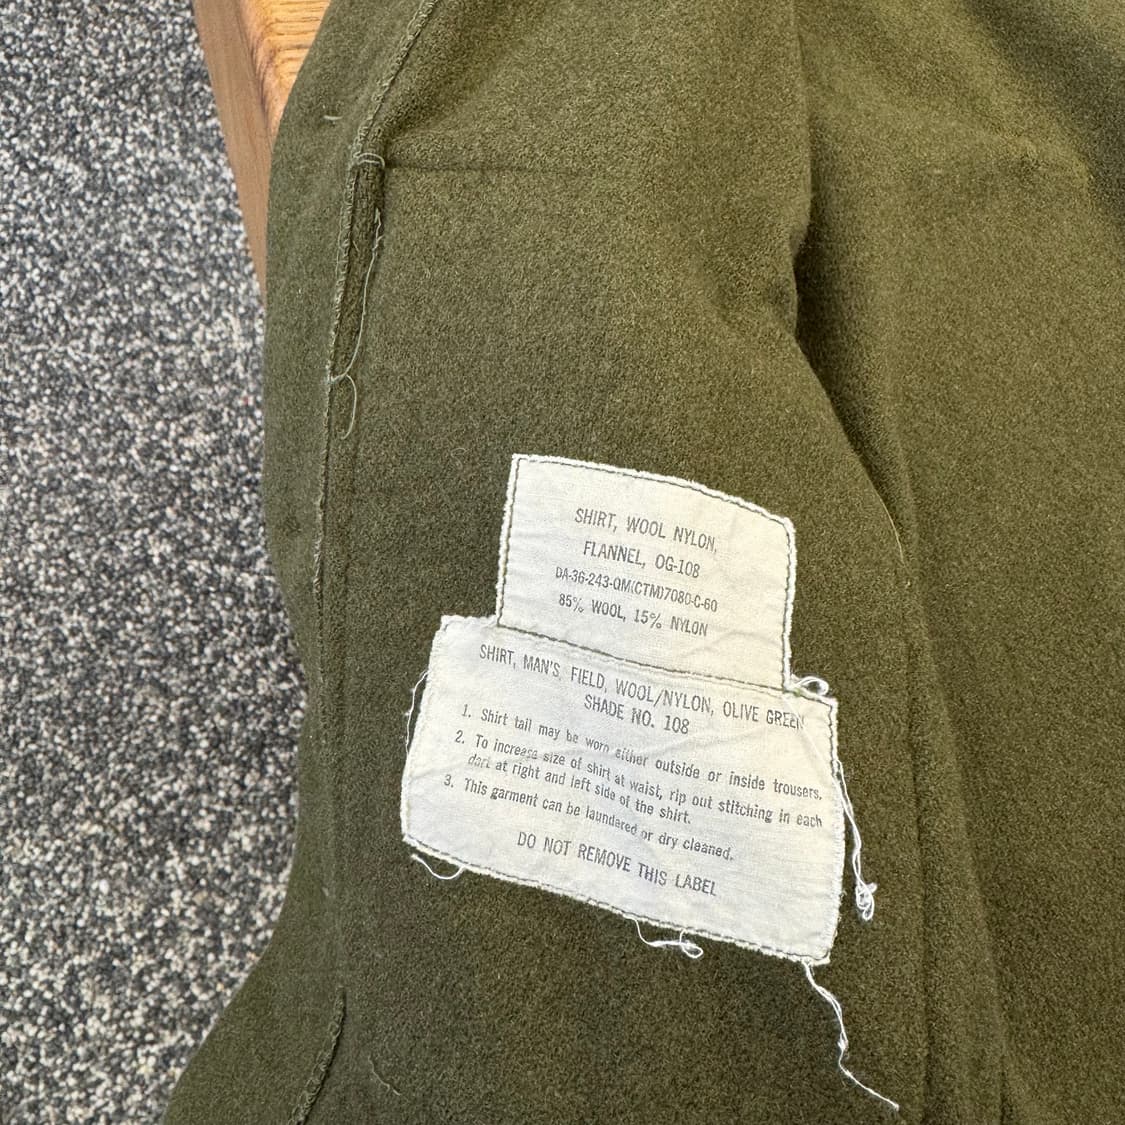 SHIRT, WOOL NYLON,
FLANNEL, OG-108
DA-36-243-QM(CTM)7080-C-60
85% WOOL, 15% NYLON
SHIRT, MAN'S, FIELD, WOOL/NYLON, OLIVE GREEN
SHADE NO. 108
1. Shirt tail may be worn either outside or inside trousers.
2. To increase size of shirt at waist, rip out stitching in each
dart at right and left side of the shirt.
3. This garment can be laundered or dry cleaned.
DO NOT REMOVE THIS LABEL